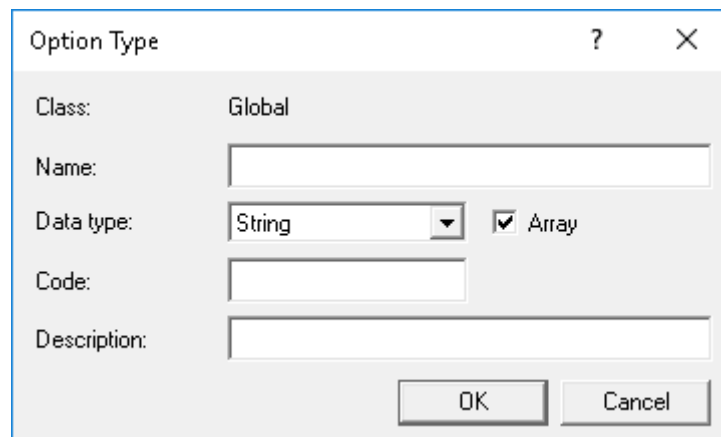 Option Type
Class: Global
Name:
Data type: String Array
Code:
Description:
OK Cancel